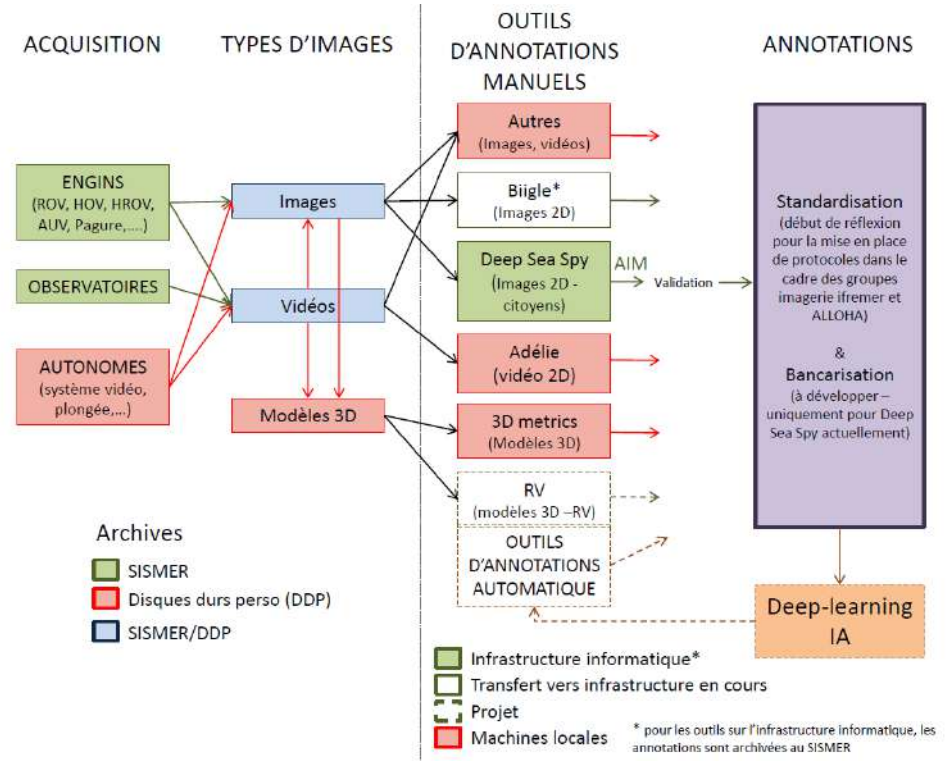 ACQUISITION
TYPES D'IMAGES
OUTILS
D'ANNOTATIONS
MANUELS
ANNOTATIONS
ENGINS
(ROV, HOV, HROV,
AUV, Pagure,....)
OBSERVATOIRES
AUTONOMES
(système vidéo,
plongée,...)
Images
Vidéos
Modèles 3D
Autres
(Images, vidéos)
Biigle*
(Images 2D)
Deep Sea Spy
(Images 2D -
citoyens)
AIM
Validation
Adélie
(vidéo 2D)
3D metrics
(Modèles 3D)
RV
(modèles 3D –RV)
OUTILS
D'ANNOTATIONS
AUTOMATIQUE
Standardisation
(début de réflexion
pour la mise en place
de protocoles dans le
cadre des groupes
imagerie ifremer et
ALLOHA)
&
Bancarisation
(à développer –
uniquement pour Deep
Sea Spy actuellement)
Deep-learning
IA
Archives
SISMER
Disques durs perso (DDP)
SISMER/DDP
Infrastructure informatique*
Transfert vers infrastructure en cours
Projet
Machines locales
* pour les outils sur l'infrastructure informatique, les
annotations sont archivées au SISMER